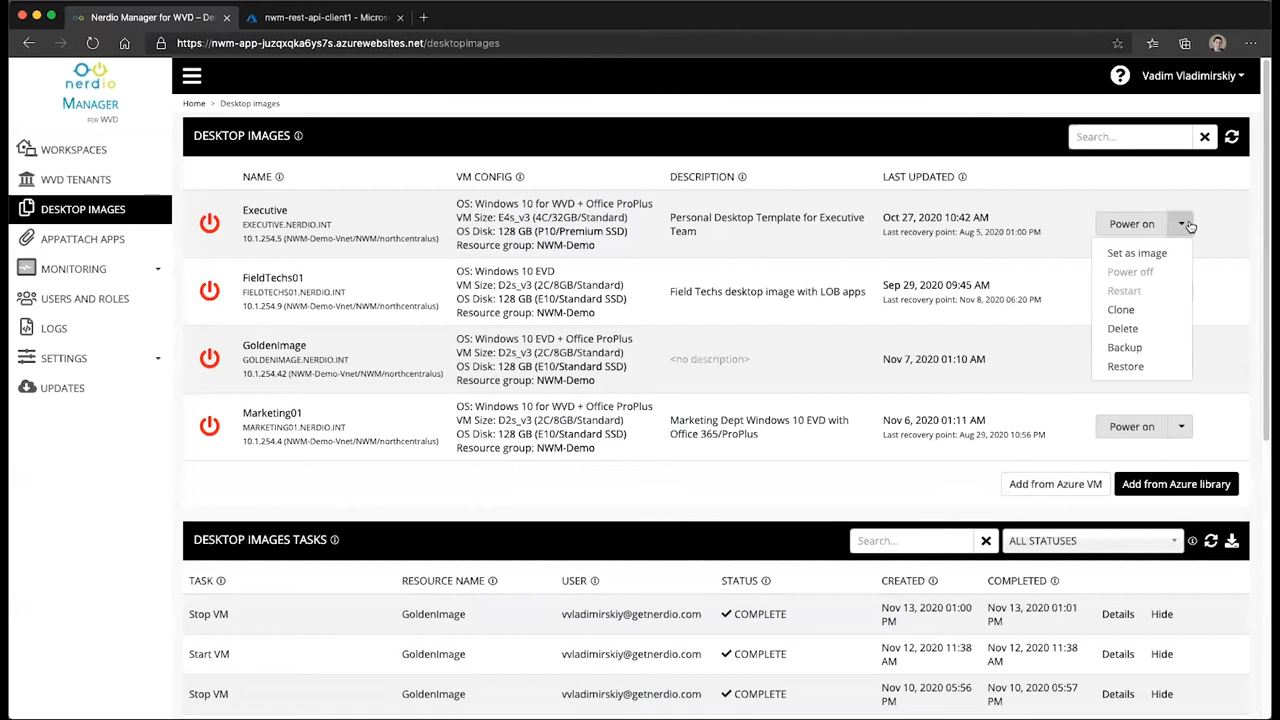 Nerdio Manager for WVD – De
nwm-rest-api-client1 - Micros
https://nwm-app-juzqxqka6ys7s.azurewebsites.net/desktopimages
nerdio
MANAGER
FOR WVD
Vadim Vladimirskiy
Home > Desktop images
WORKSPACES
WVD TENANTS
DESKTOP IMAGES
APPATTACH APPS
MONITORING
USERS AND ROLES
LOGS
SETTINGS
UPDATES
DESKTOP IMAGES
Search...
NAME
VM CONFIG
DESCRIPTION
LAST UPDATED
Executive
EXECUTIVE.NERDIO.INT
10.1.254.5 (NWM-Demo-Vnet/NWM/northcentralus)
OS: Windows 10 for WVD + Office ProPlus
VM Size: E4s_v3 (4C/32GB/Standard)
OS Disk: 128 GB (P10/Premium SSD)
Resource group: NWM-Demo
Personal Desktop Template for Executive
Team
Oct 27, 2020 10:42 AM
Last recovery point: Aug 5, 2020 01:00 PM
Power on
Set as image
Power off
Restart
Clone
Delete
Backup
Restore
FieldTechs01
FIELDTECHS01.NERDIO.INT
10.1.254.9 (NWM-Demo-Vnet/NWM/northcentralus)
OS: Windows 10 EVD
VM Size: D2s_v3 (2C/8GB/Standard)
OS Disk: 128 GB (E10/Standard SSD)
Resource group: NWM-Demo
Field Techs desktop image with LOB apps
Sep 29, 2020 09:45 AM
Last recovery point: Nov 8, 2020 06:20 PM
GoldenImage
GOLDENIMAGE.NERDIO.INT
10.1.254.42 (NWM-Demo-Vnet/NWM/northcentralus)
OS: Windows 10 EVD + Office ProPlus
VM Size: D2s_v3 (2C/8GB/Standard)
OS Disk: 128 GB (E10/Standard SSD)
Resource group: NWM-Demo
<no description>
Nov 7, 2020 01:10 AM
Marketing01
MARKETING01.NERDIO.INT
10.1.254.4 (NWM-Demo-Vnet/NWM/northcentralus)
OS: Windows 10 for WVD + Office ProPlus
VM Size: D2s_v3 (2C/8GB/Standard)
OS Disk: 128 GB (E10/Standard SSD)
Resource group: NWM-Demo
Marketing Dept Windows 10 EVD with
Office 365/ProPlus
Nov 6, 2020 01:11 AM
Last recovery point: Aug 29, 2020 10:56 PM
Power on
Add from Azure VM
Add from Azure library
DESKTOP IMAGES TASKS
Search...
ALL STATUSES
TASK
RESOURCE NAME
USER
STATUS
CREATED
COMPLETED
Stop VM
GoldenImage
vvladimirskiy@getnerdio.com
COMPLETE
Nov 13, 2020 01:00
PM
Nov 13, 2020 01:01
PM
Details
Hide
Start VM
GoldenImage
vvladimirskiy@getnerdio.com
COMPLETE
Nov 12, 2020 11:38
AM
Nov 12, 2020 11:38
AM
Details
Hide
Stop VM
GoldenImage
vvladimirskiy@getnerdio.com
COMPLETE
Nov 10, 2020 05:56
PM
Nov 10, 2020 05:57
PM
Details
Hide